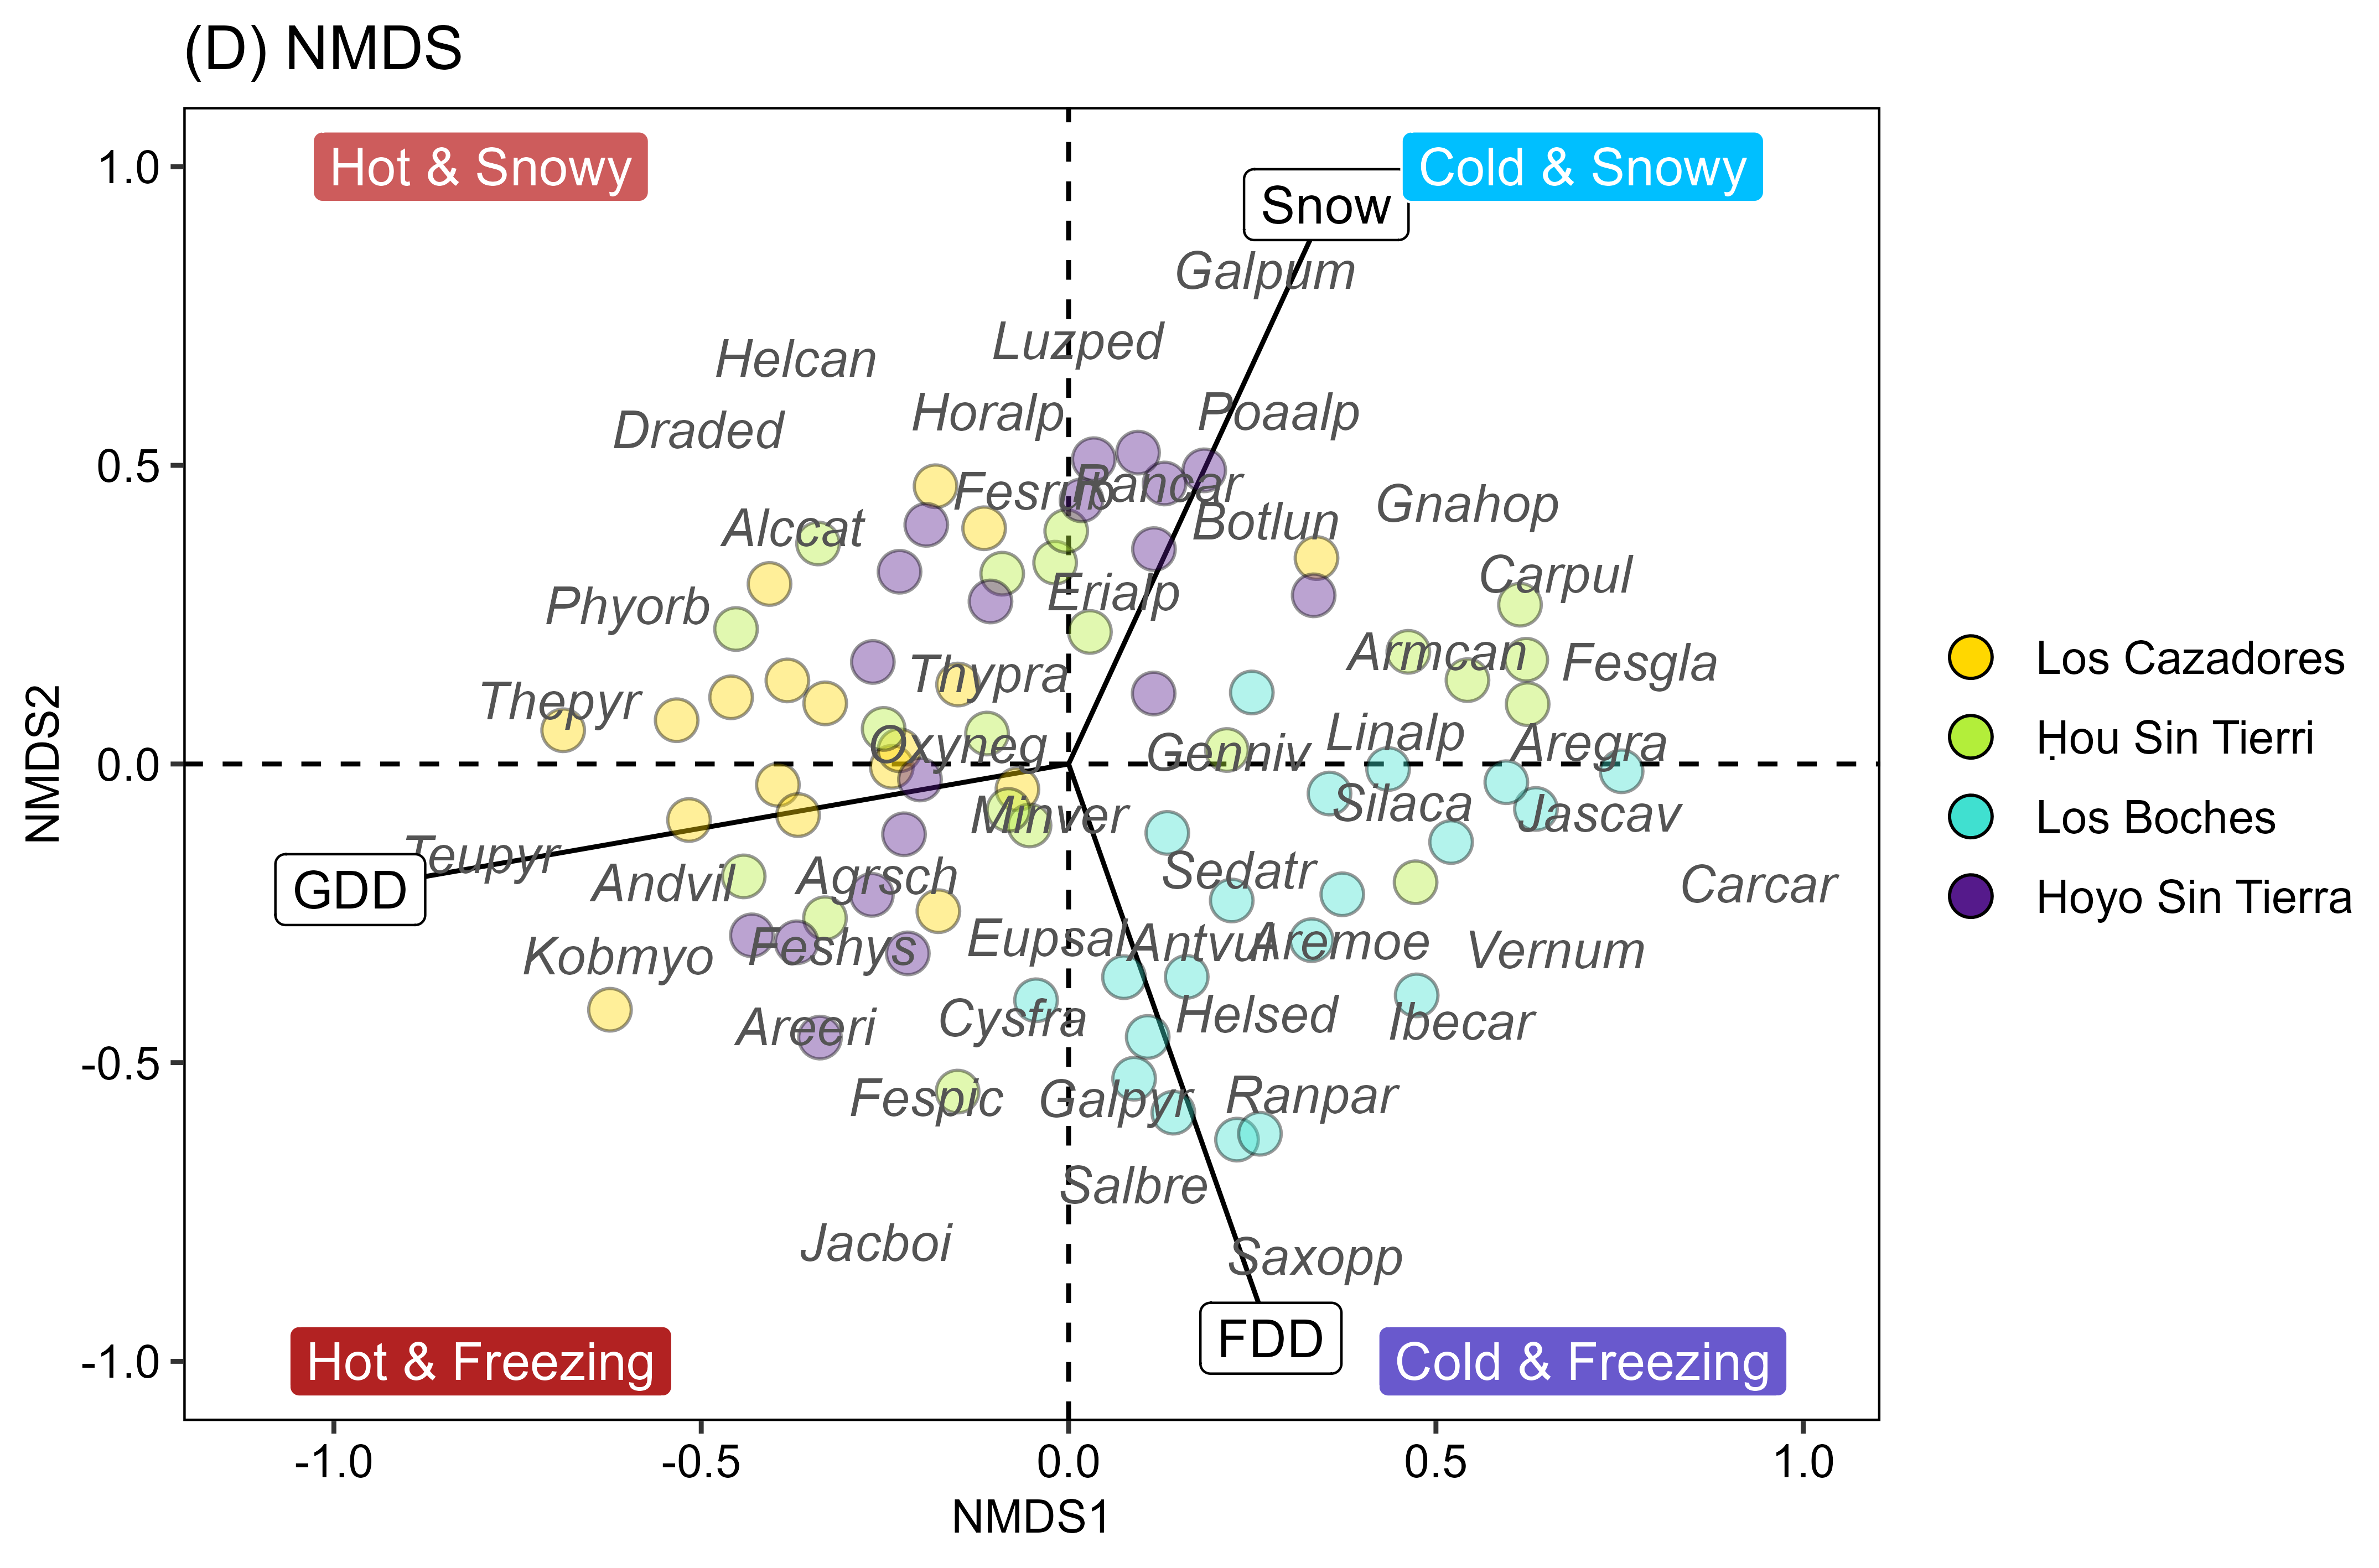 (D) NMDS
Hot & Snowy
Cold & Snowy
Snow
Galpum
Luzped
Helcan
Horalp
Poaalp
Draded
Fesrub
Rancar
Gnahop
Alccat
Botlun
Carpul
Erialp
Phyorb
Armcan
Fesgla
Thypra
Thepyr
Linalp
Aregra
Oxyneg
Genniv
Silaca
Jascav
Minver
Teupyr
Sedatr
GDD
Andvil
Agrsch
Carcar
Eupsal
Antvul
Aremoe
Feshys
Vernum
Kobmyo
Helsed
Cysfra
Ibecar
Areeri
Fespic
Galpyr
Ranpar
Salbre
Jacboi
Saxopp
FDD
Hot & Freezing
Cold & Freezing
1.0
0.5
0.0
-0.5
-1.0
NMDS2
-1.0
-0.5
0.0
0.5
1.0
NMDS1
Los Cazadores
Ḥou Sin Tierri
Los Boches
Hoyo Sin Tierra